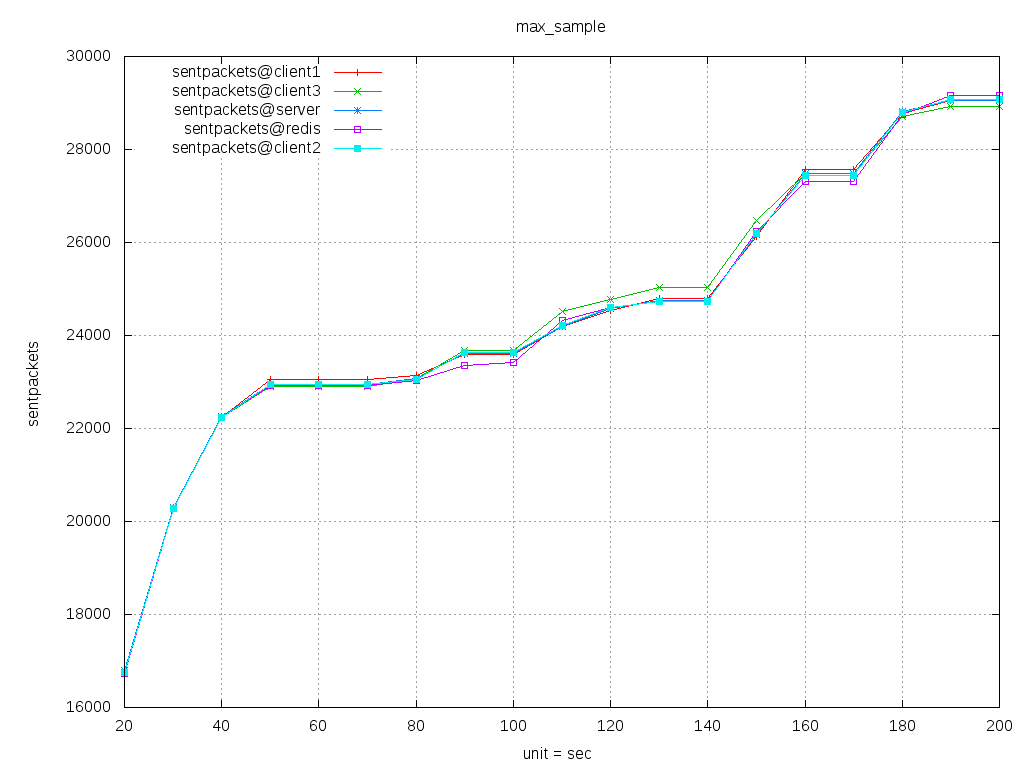 max_sample
30000
28000
26000
24000
22000
20000
18000
16000
sentpackets
sentpackets@client1
sentpackets@client3
sentpackets@server
sentpackets@redis
sentpackets@client2
20 40 60 80 100 120 140 160 180 200
unit = sec